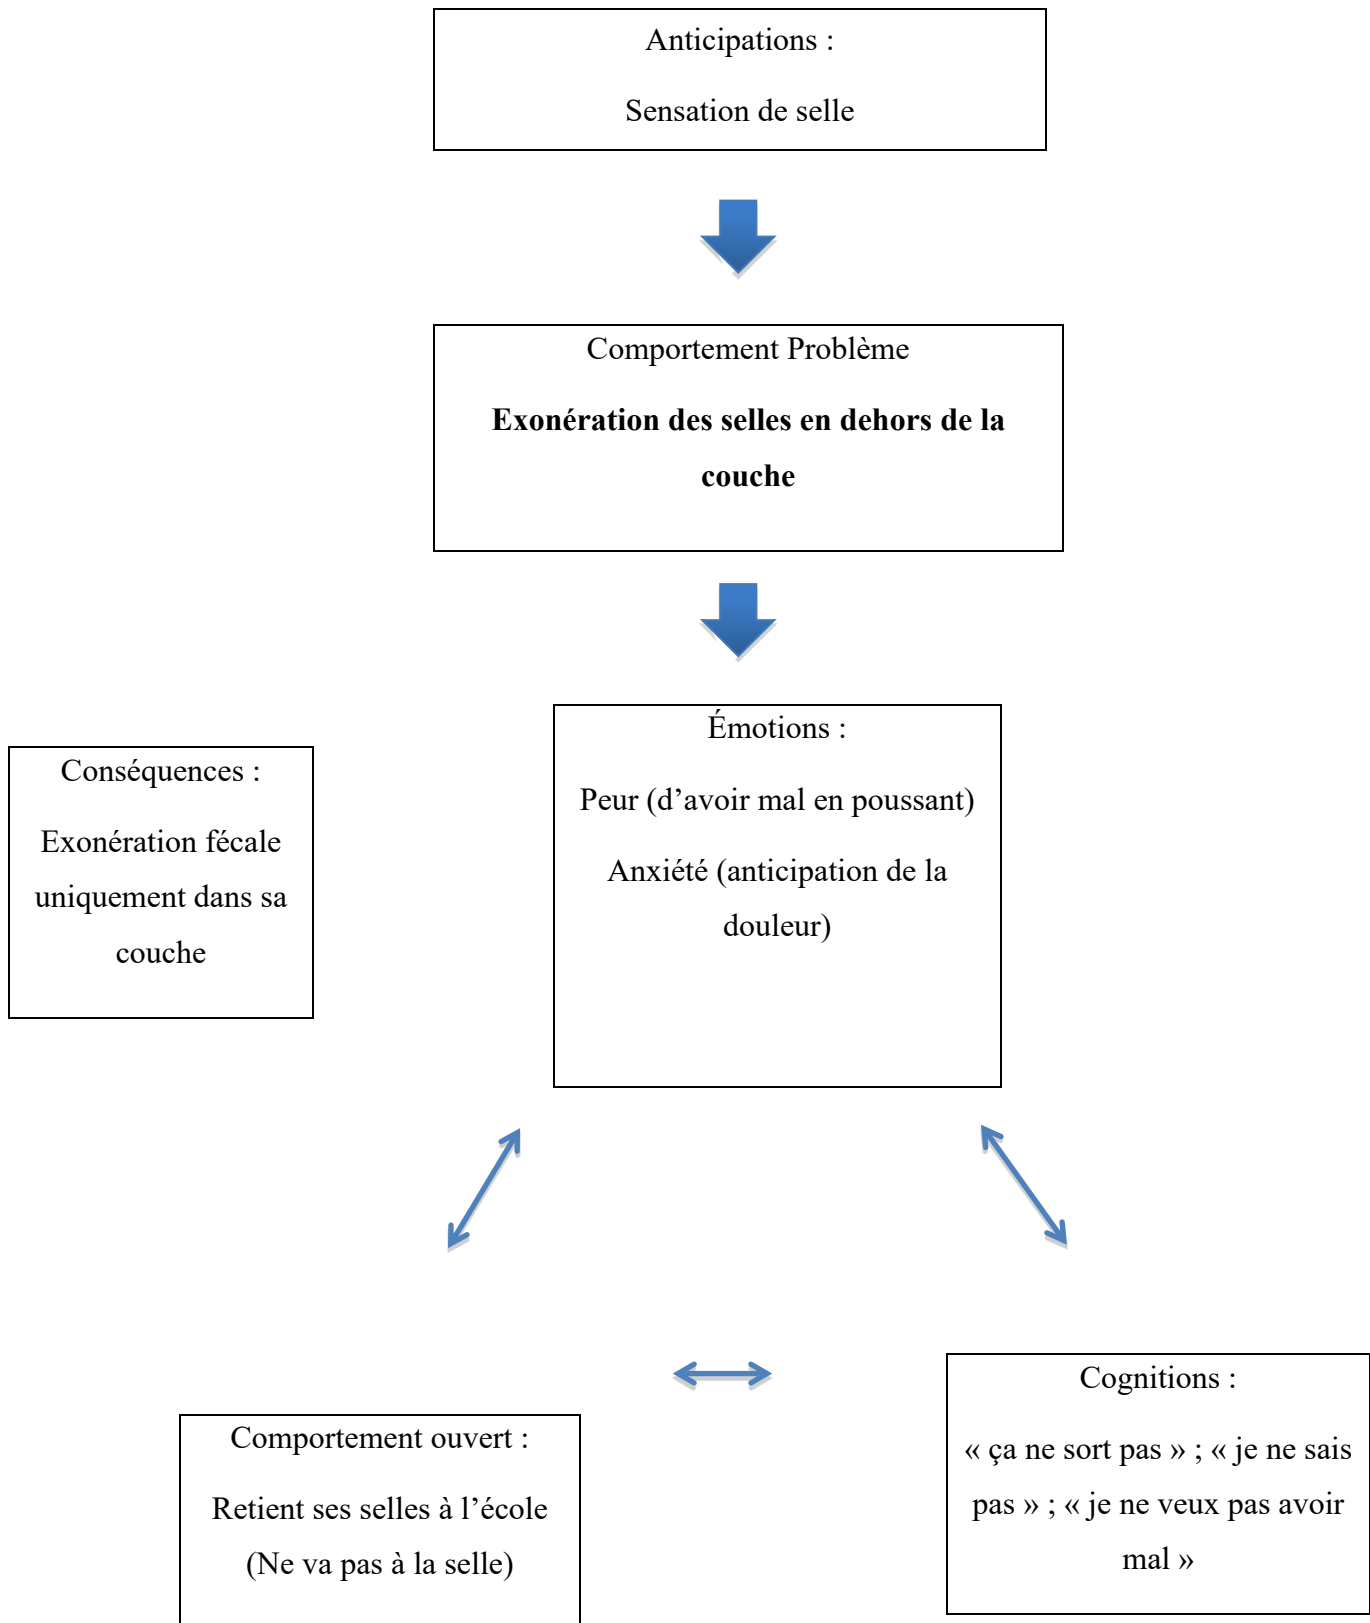 Anticipations :
Sensation de selle
Comportement Problème
Exonération des selles en dehors de la
couche
Émotions :
Peur (d’avoir mal en poussant)
Anxiété (anticipation de la
douleur)
Conséquences :
Exonération fécale
uniquement dans sa
couche
Comportement ouvert :
Retient ses selles à l’école
(Ne va pas à la selle)
Cognitions :
« ça ne sort pas » ; « je ne sais
pas » ; « je ne veux pas avoir
mal »